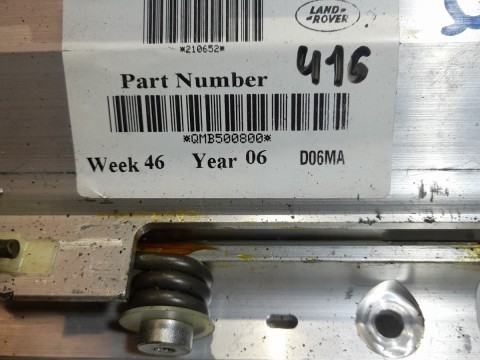 LAND-
ROVER
*210652*
Part Number
416
*QMB500800*
Week 46 Year 06 D06MA